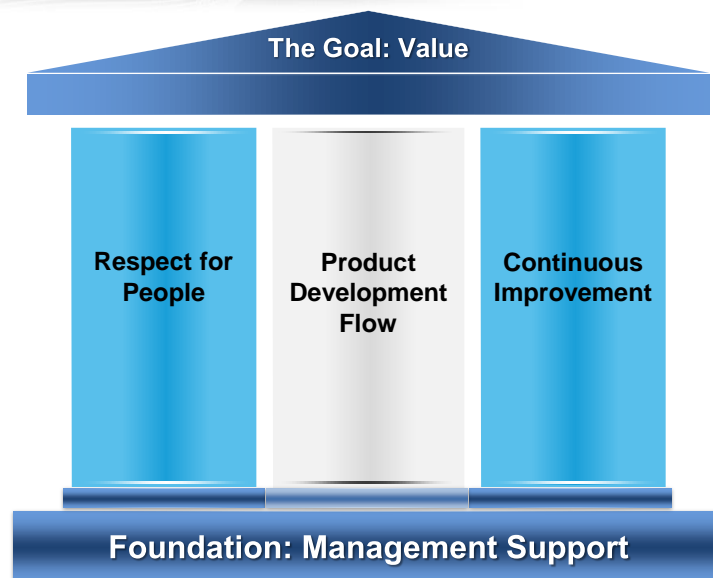 The Goal: Value
Respect for
People
Product
Development
Flow
Continuous
Improvement
Foundation: Management Support